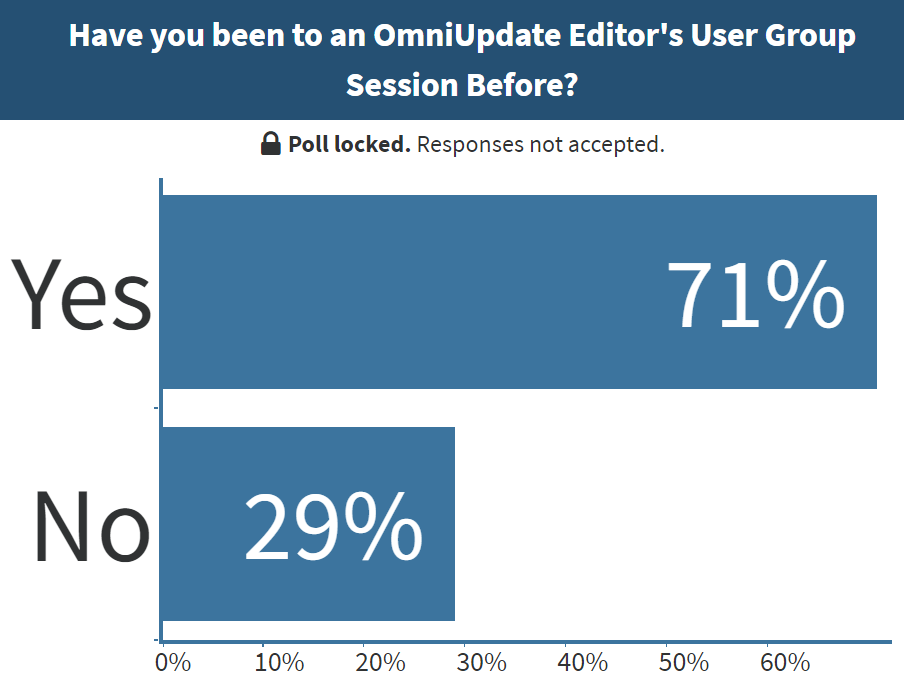 Have you been to an OmniUpdate Editor's User Group
Session Before?
Poll locked. Responses not accepted.
Yes
71%
No
29%
0% 10% 20% 30% 40% 50% 60%